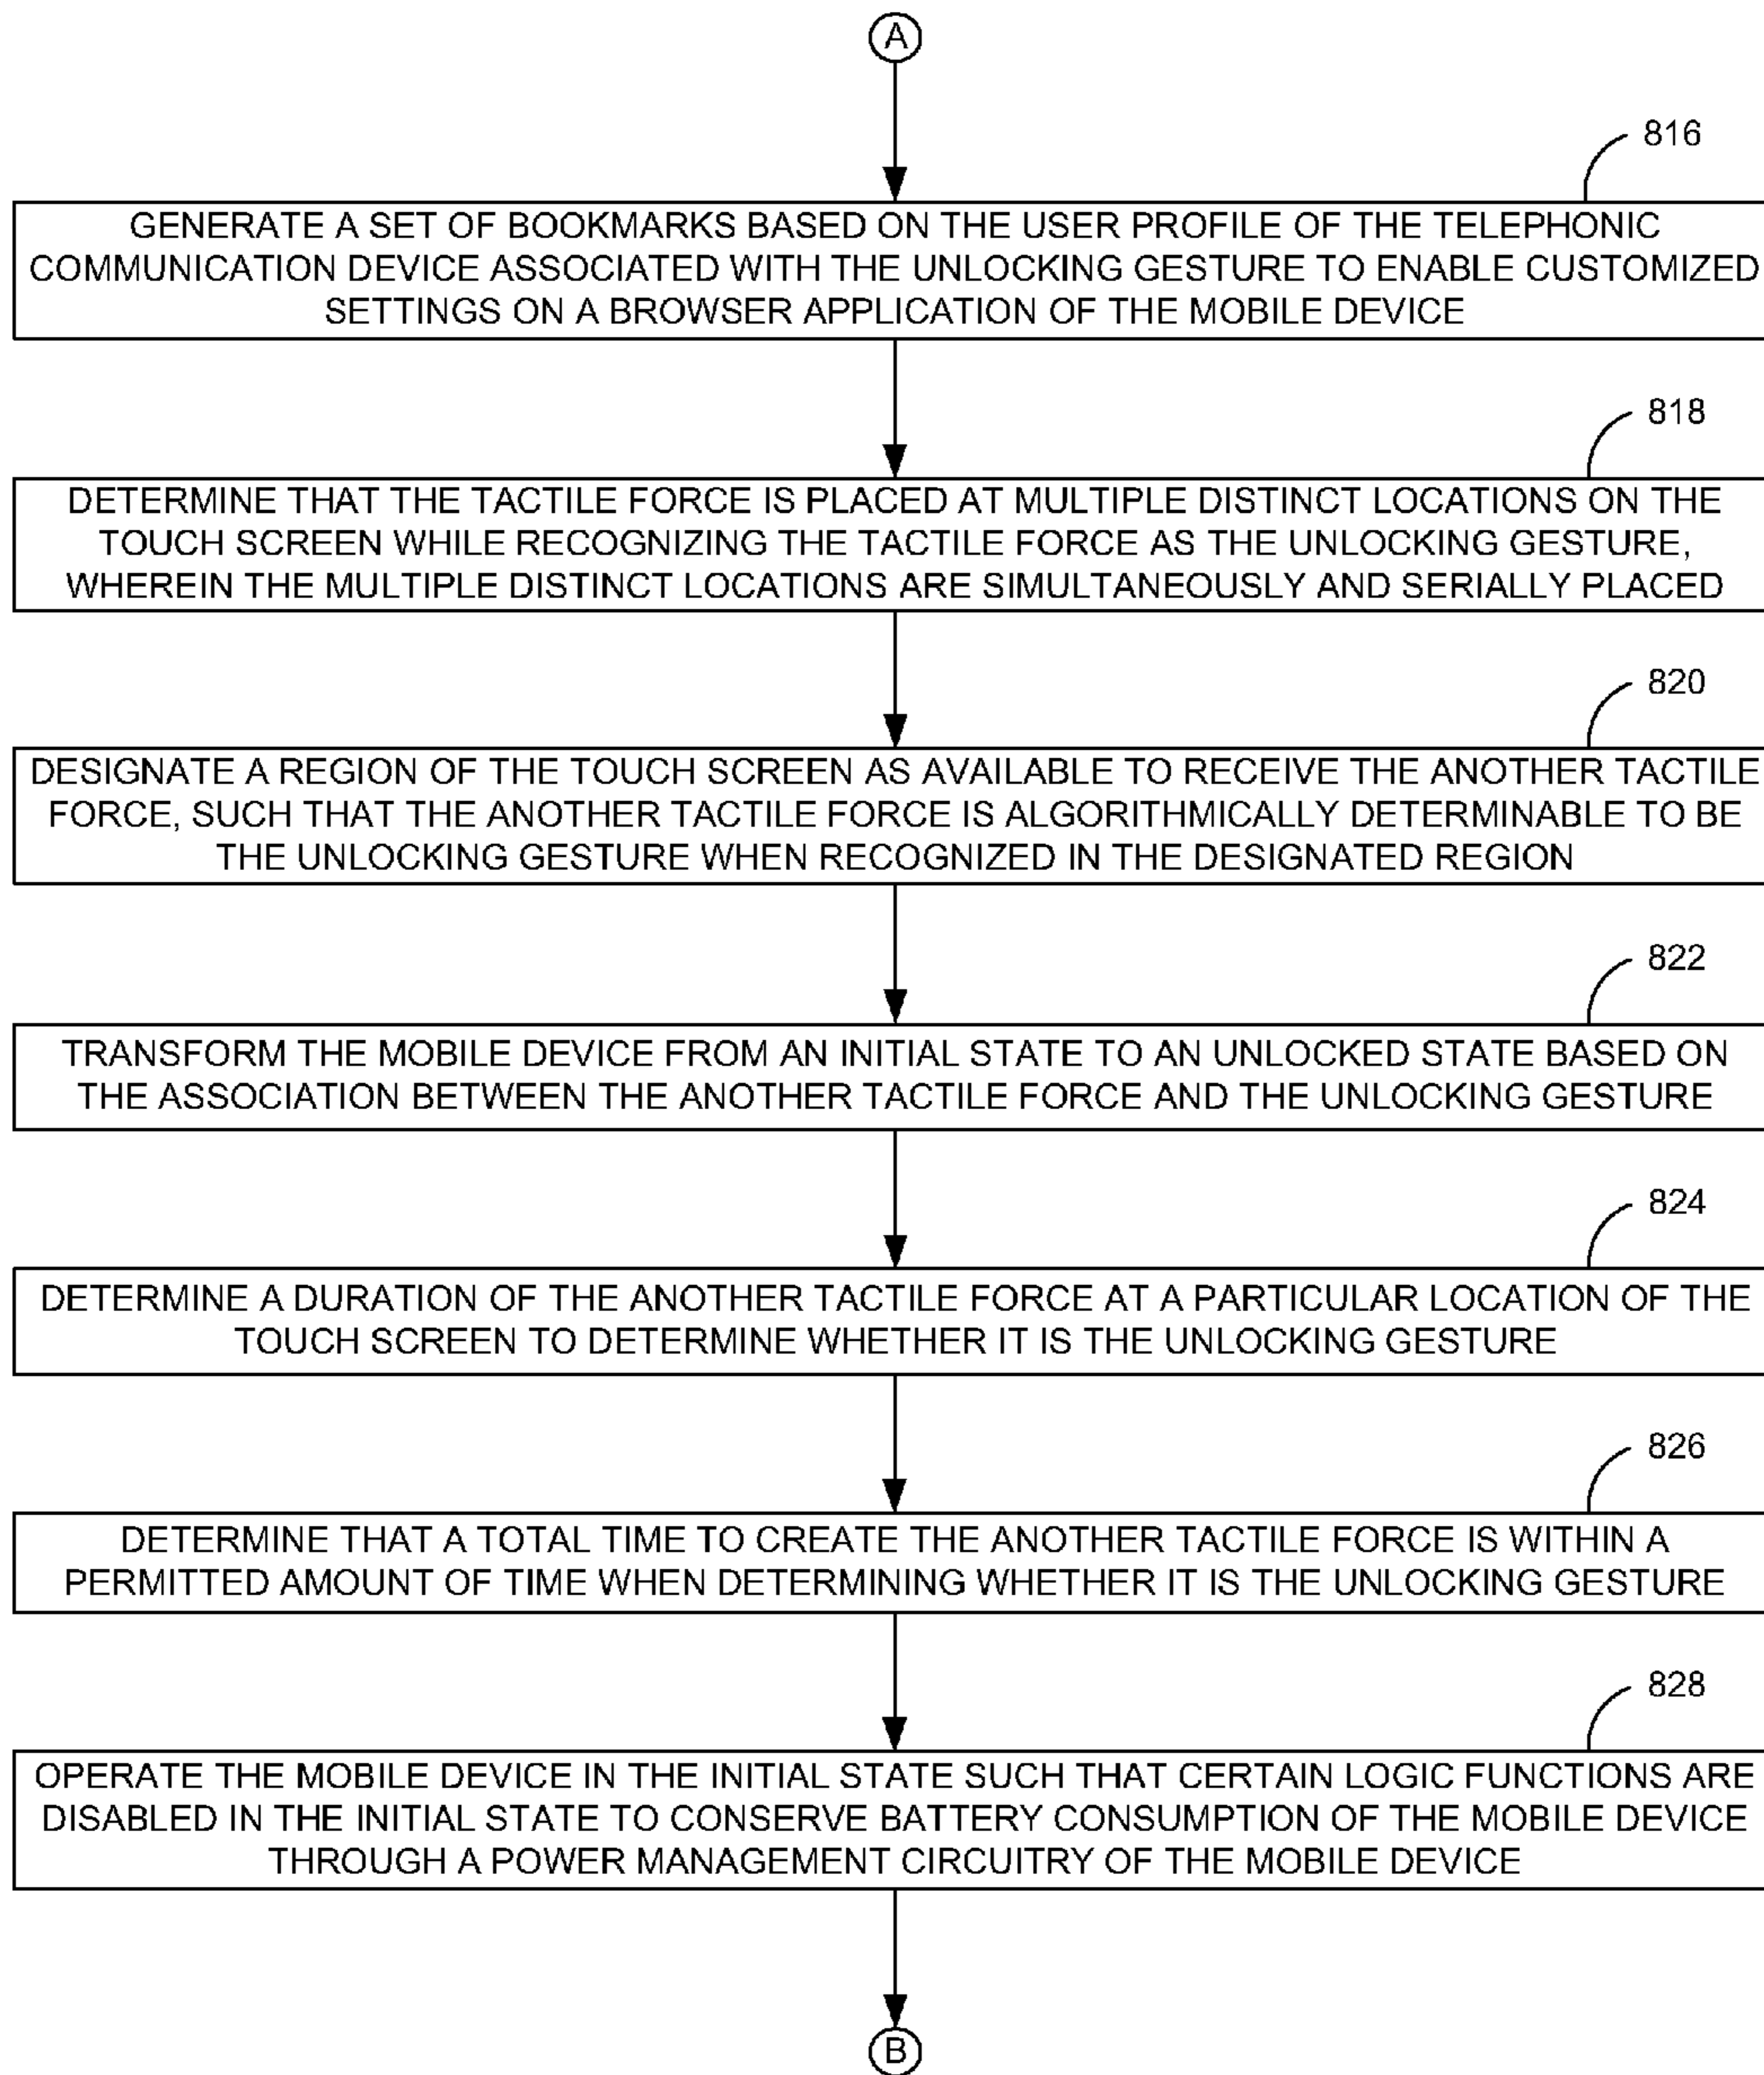 A
816
GENERATE A SET OF BOOKMARKS BASED ON THE USER PROFILE OF THE TELEPHONIC
COMMUNICATION DEVICE ASSOCIATED WITH THE UNLOCKING GESTURE TO ENABLE CUSTOMIZED
SETTINGS ON A BROWSER APPLICATION OF THE MOBILE DEVICE
818
DETERMINE THAT THE TACTILE FORCE IS PLACED AT MULTIPLE DISTINCT LOCATIONS ON THE
TOUCH SCREEN WHILE RECOGNIZING THE TACTILE FORCE AS THE UNLOCKING GESTURE,
WHEREIN THE MULTIPLE DISTINCT LOCATIONS ARE SIMULTANEOUSLY AND SERIALLY PLACED
820
DESIGNATE A REGION OF THE TOUCH SCREEN AS AVAILABLE TO RECEIVE THE ANOTHER TACTILE
FORCE, SUCH THAT THE ANOTHER TACTILE FORCE IS ALGORITHMICALLY DETERMINABLE TO BE
THE UNLOCKING GESTURE WHEN RECOGNIZED IN THE DESIGNATED REGION
822
TRANSFORM THE MOBILE DEVICE FROM AN INITIAL STATE TO AN UNLOCKED STATE BASED ON
THE ASSOCIATION BETWEEN THE ANOTHER TACTILE FORCE AND THE UNLOCKING GESTURE
824
DETERMINE A DURATION OF THE ANOTHER TACTILE FORCE AT A PARTICULAR LOCATION OF THE
TOUCH SCREEN TO DETERMINE WHETHER IT IS THE UNLOCKING GESTURE
826
DETERMINE THAT A TOTAL TIME TO CREATE THE ANOTHER TACTILE FORCE IS WITHIN A
PERMITTED AMOUNT OF TIME WHEN DETERMINING WHETHER IT IS THE UNLOCKING GESTURE
828
OPERATE THE MOBILE DEVICE IN THE INITIAL STATE SUCH THAT CERTAIN LOGIC FUNCTIONS ARE
DISABLED IN THE INITIAL STATE TO CONSERVE BATTERY CONSUMPTION OF THE MOBILE DEVICE
THROUGH A POWER MANAGEMENT CIRCUITRY OF THE MOBILE DEVICE
B